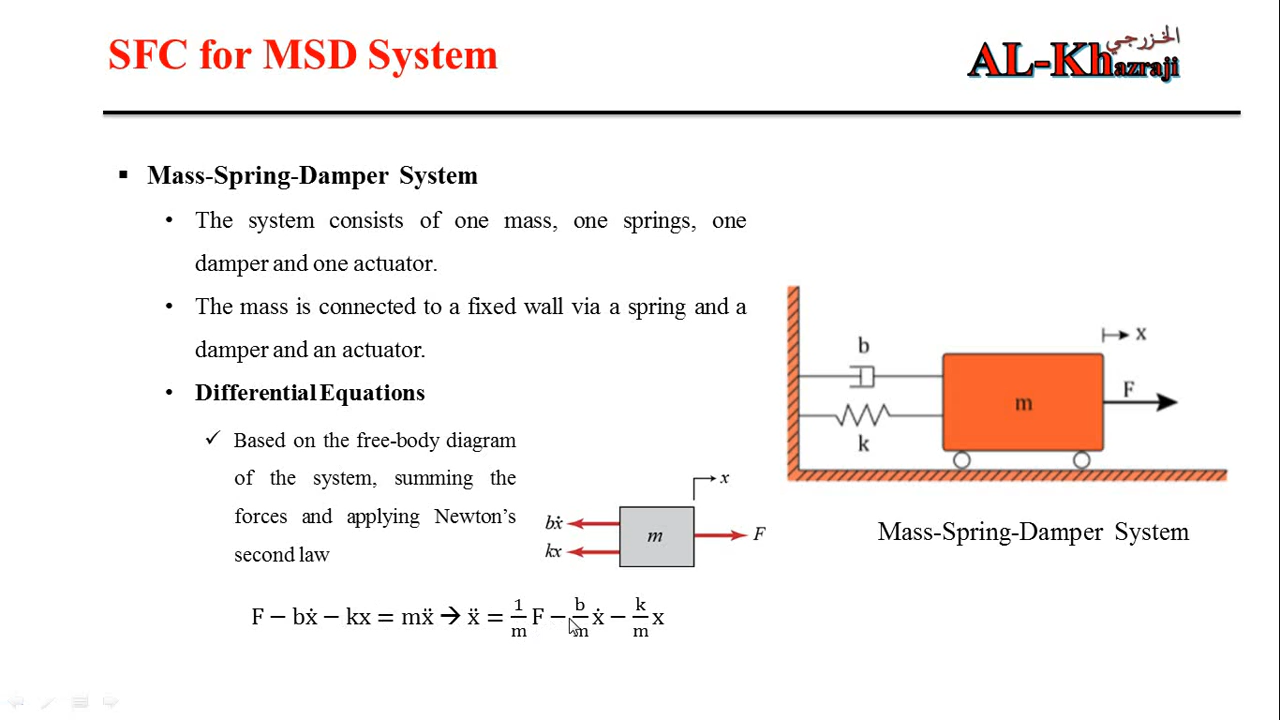 SFC for MSD System
الخزرجي
AL-Khazraji
▪ Mass-Spring-Damper System
• The system consists of one mass, one springs, one
damper and one actuator.
• The mass is connected to a fixed wall via a spring and a
damper and an actuator.
• Differential Equations
✓ Based on the free-body diagram
of the system, summing the
forces and applying Newton's
second law
bẋ
kx
m
x
F
F − bẋ − kx = mẍ → ẍ = 1/m F − b/m ẋ − k/m x
b
k
m
x
F
Mass-Spring-Damper System